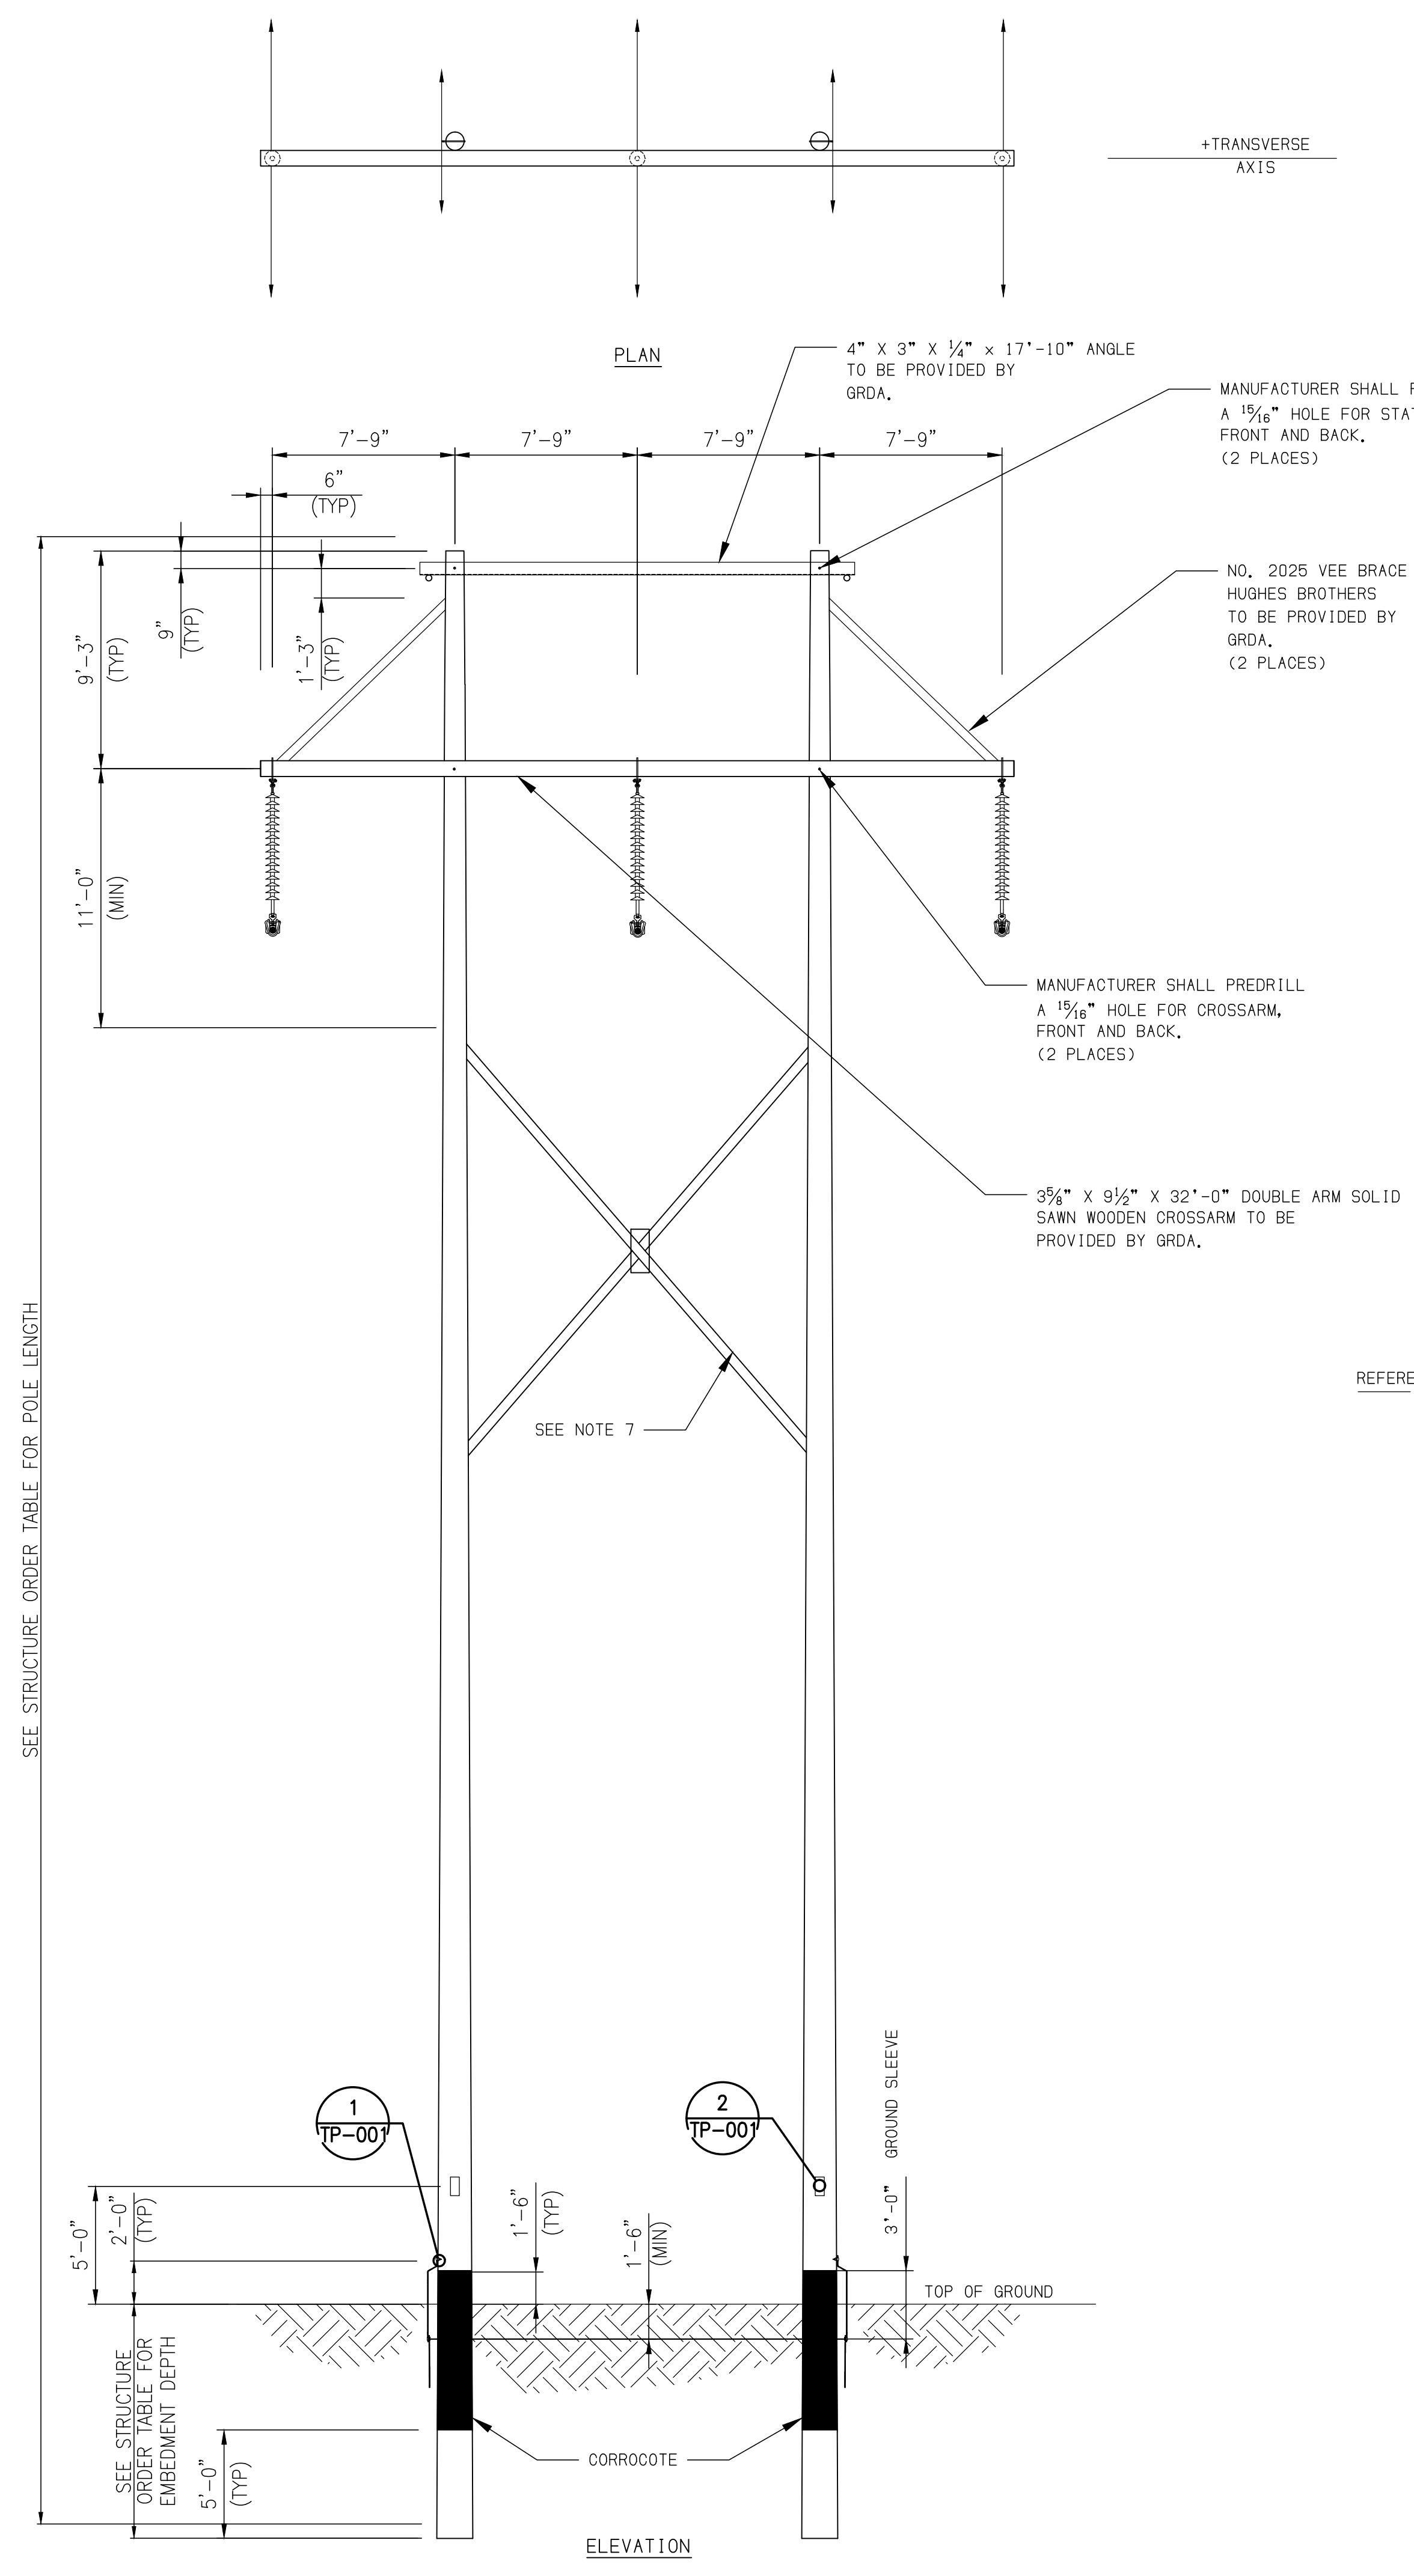 +TRANSVERSE
AXIS
PLAN
4" X 3" X 1/4" x 17'-10" ANGLE
TO BE PROVIDED BY
GRDA.
MANUFACTURER SHALL
A 15/16" HOLE FOR
FRONT AND BACK.
(2 PLACES)
7'-9"
7'-9"
7'-9"
7'-9"
6"
(TYP)
9"
(TYP)
9'-3"
(TYP)
1'-3"
(TYP)
NO. 2025 VEE BRACE
HUGHES BROTHERS
TO BE PROVIDED BY
GRDA.
(2 PLACES)
11'-0"
(MIN)
MANUFACTURER SHALL PREDRILL
A 15/16" HOLE FOR CROSSARM,
FRONT AND BACK.
(2 PLACES)
3 5/8" X 9 1/2" X 32'-0" DOUBLE ARM SOLID
SAWN WOODEN CROSSARM TO BE
PROVIDED BY GRDA.
SEE STRUCTURE ORDER TABLE FOR POLE LENGTH
SEE NOTE 7
1
TP-001
2
TP-001
GROUND SLEEVE
3'-0"
5'-0"
2'-0"
(TYP)
1'-6"
(TYP)
1'-6"
(MIN)
TOP OF GROUND
SEE STRUCTURE
ORDER TABLE FOR
EMBEDMENT DEPTH
5'-0"
(TYP)
CORROCOTE
ELEVATION